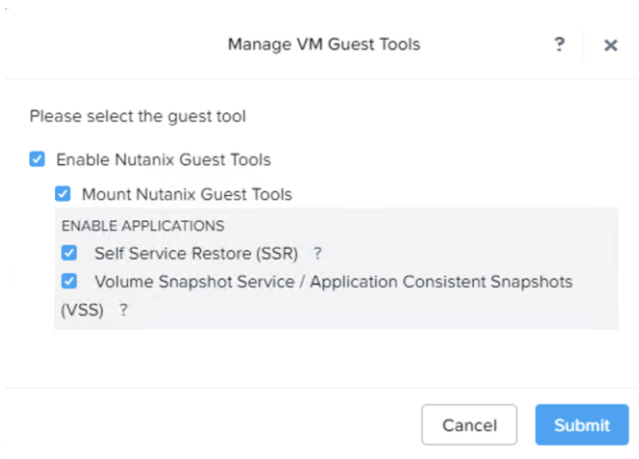 Manage VM Guest Tools ? ×
Please select the guest tool
Enable Nutanix Guest Tools
Mount Nutanix Guest Tools
ENABLE APPLICATIONS
Self Service Restore (SSR) ?
Volume Snapshot Service / Application Consistent Snapshots
(VSS) ?
Cancel Submit